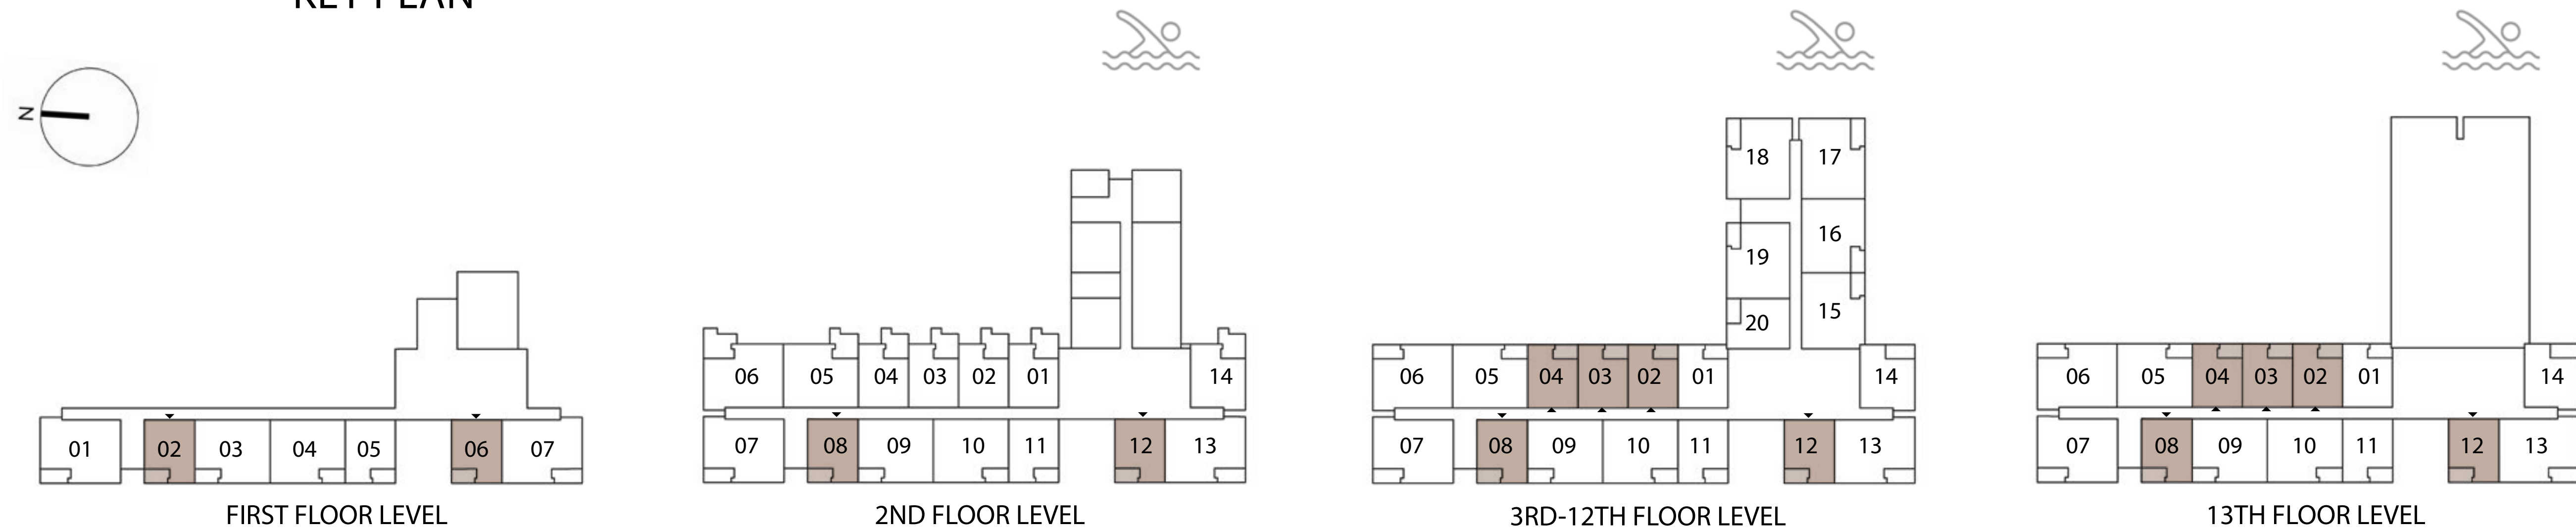 KEY PLAN
N
18 17
16
19
15
20
06 05 04 03 02 01 14
06 05 04 03 02 01 14
06 05 04 03 02 01 14
01 02 03 04 05 06 07
07 08 09 10 11 12 13
07 08 09 10 11 12 13
07 08 09 10 11 12 13
FIRST FLOOR LEVEL
2ND FLOOR LEVEL
3RD-12TH FLOOR LEVEL
13TH FLOOR LEVEL